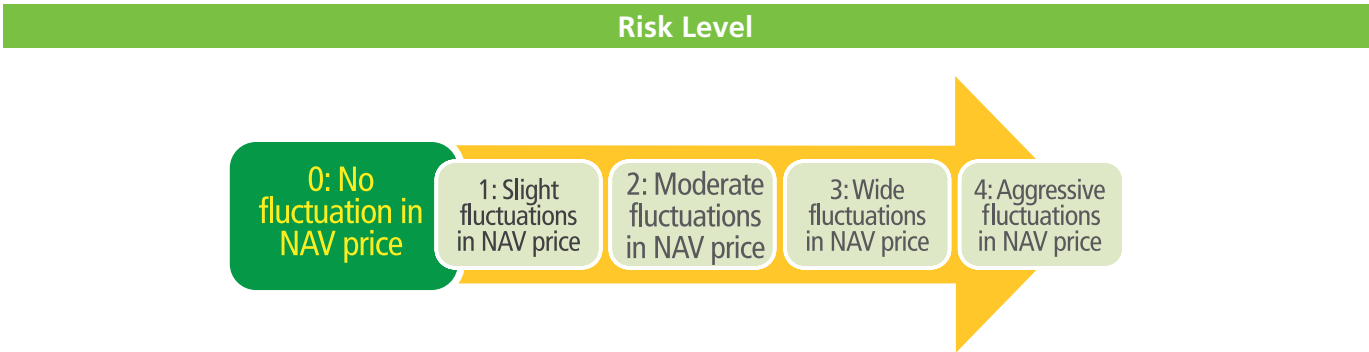 Risk Level
0: No
fluctuation in
NAV price
1: Slight
fluctuations
in NAV price
2: Moderate
fluctuations
in NAV price
3: Wide
fluctuations
in NAV price
4: Aggressive
fluctuations
in NAV price